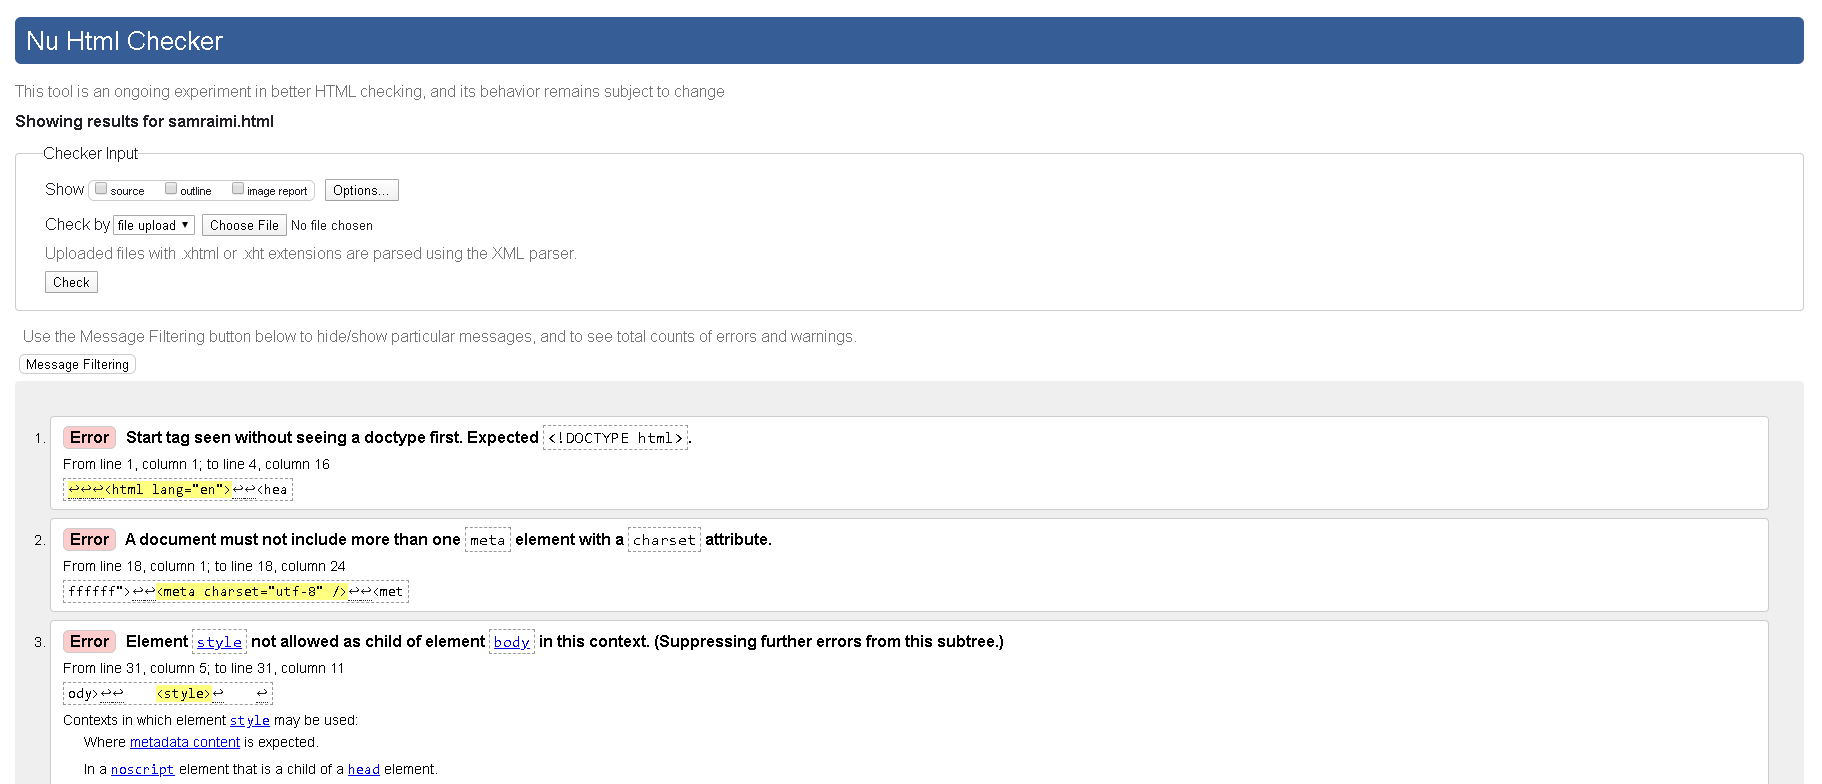 Nu Html Checker
This tool is an ongoing experiment in better HTML checking, and its behavior remains subject to change
Showing results for samraimi.html
Checker Input
Show source outline image report Options...
Check by file upload ▼ Choose File No file chosen
Uploaded files with .xhtml or .xht extensions are parsed using the XML parser.
Check
Use the Message Filtering button below to hide/show particular messages, and to see total counts of errors and warnings.
Message Filtering
1. Error Start tag seen without seeing a doctype first. Expected <!DOCTYPE html>.
From line 1, column 1; to line 4, column 16
↩↩↩<html lang="en">↩↩<hea
2. Error A document must not include more than one meta element with a charset attribute.
From line 18, column 1; to line 18, column 24
ffffff">↩↩<meta charset="utf-8" />↩↩<met
3. Error Element style not allowed as child of element body in this context. (Suppressing further errors from this subtree.)
From line 31, column 5; to line 31, column 11
ody>↩↩    <style>↩    ↩
Contexts in which element style may be used:
Where metadata content is expected.
In a noscript element that is a child of a head element.